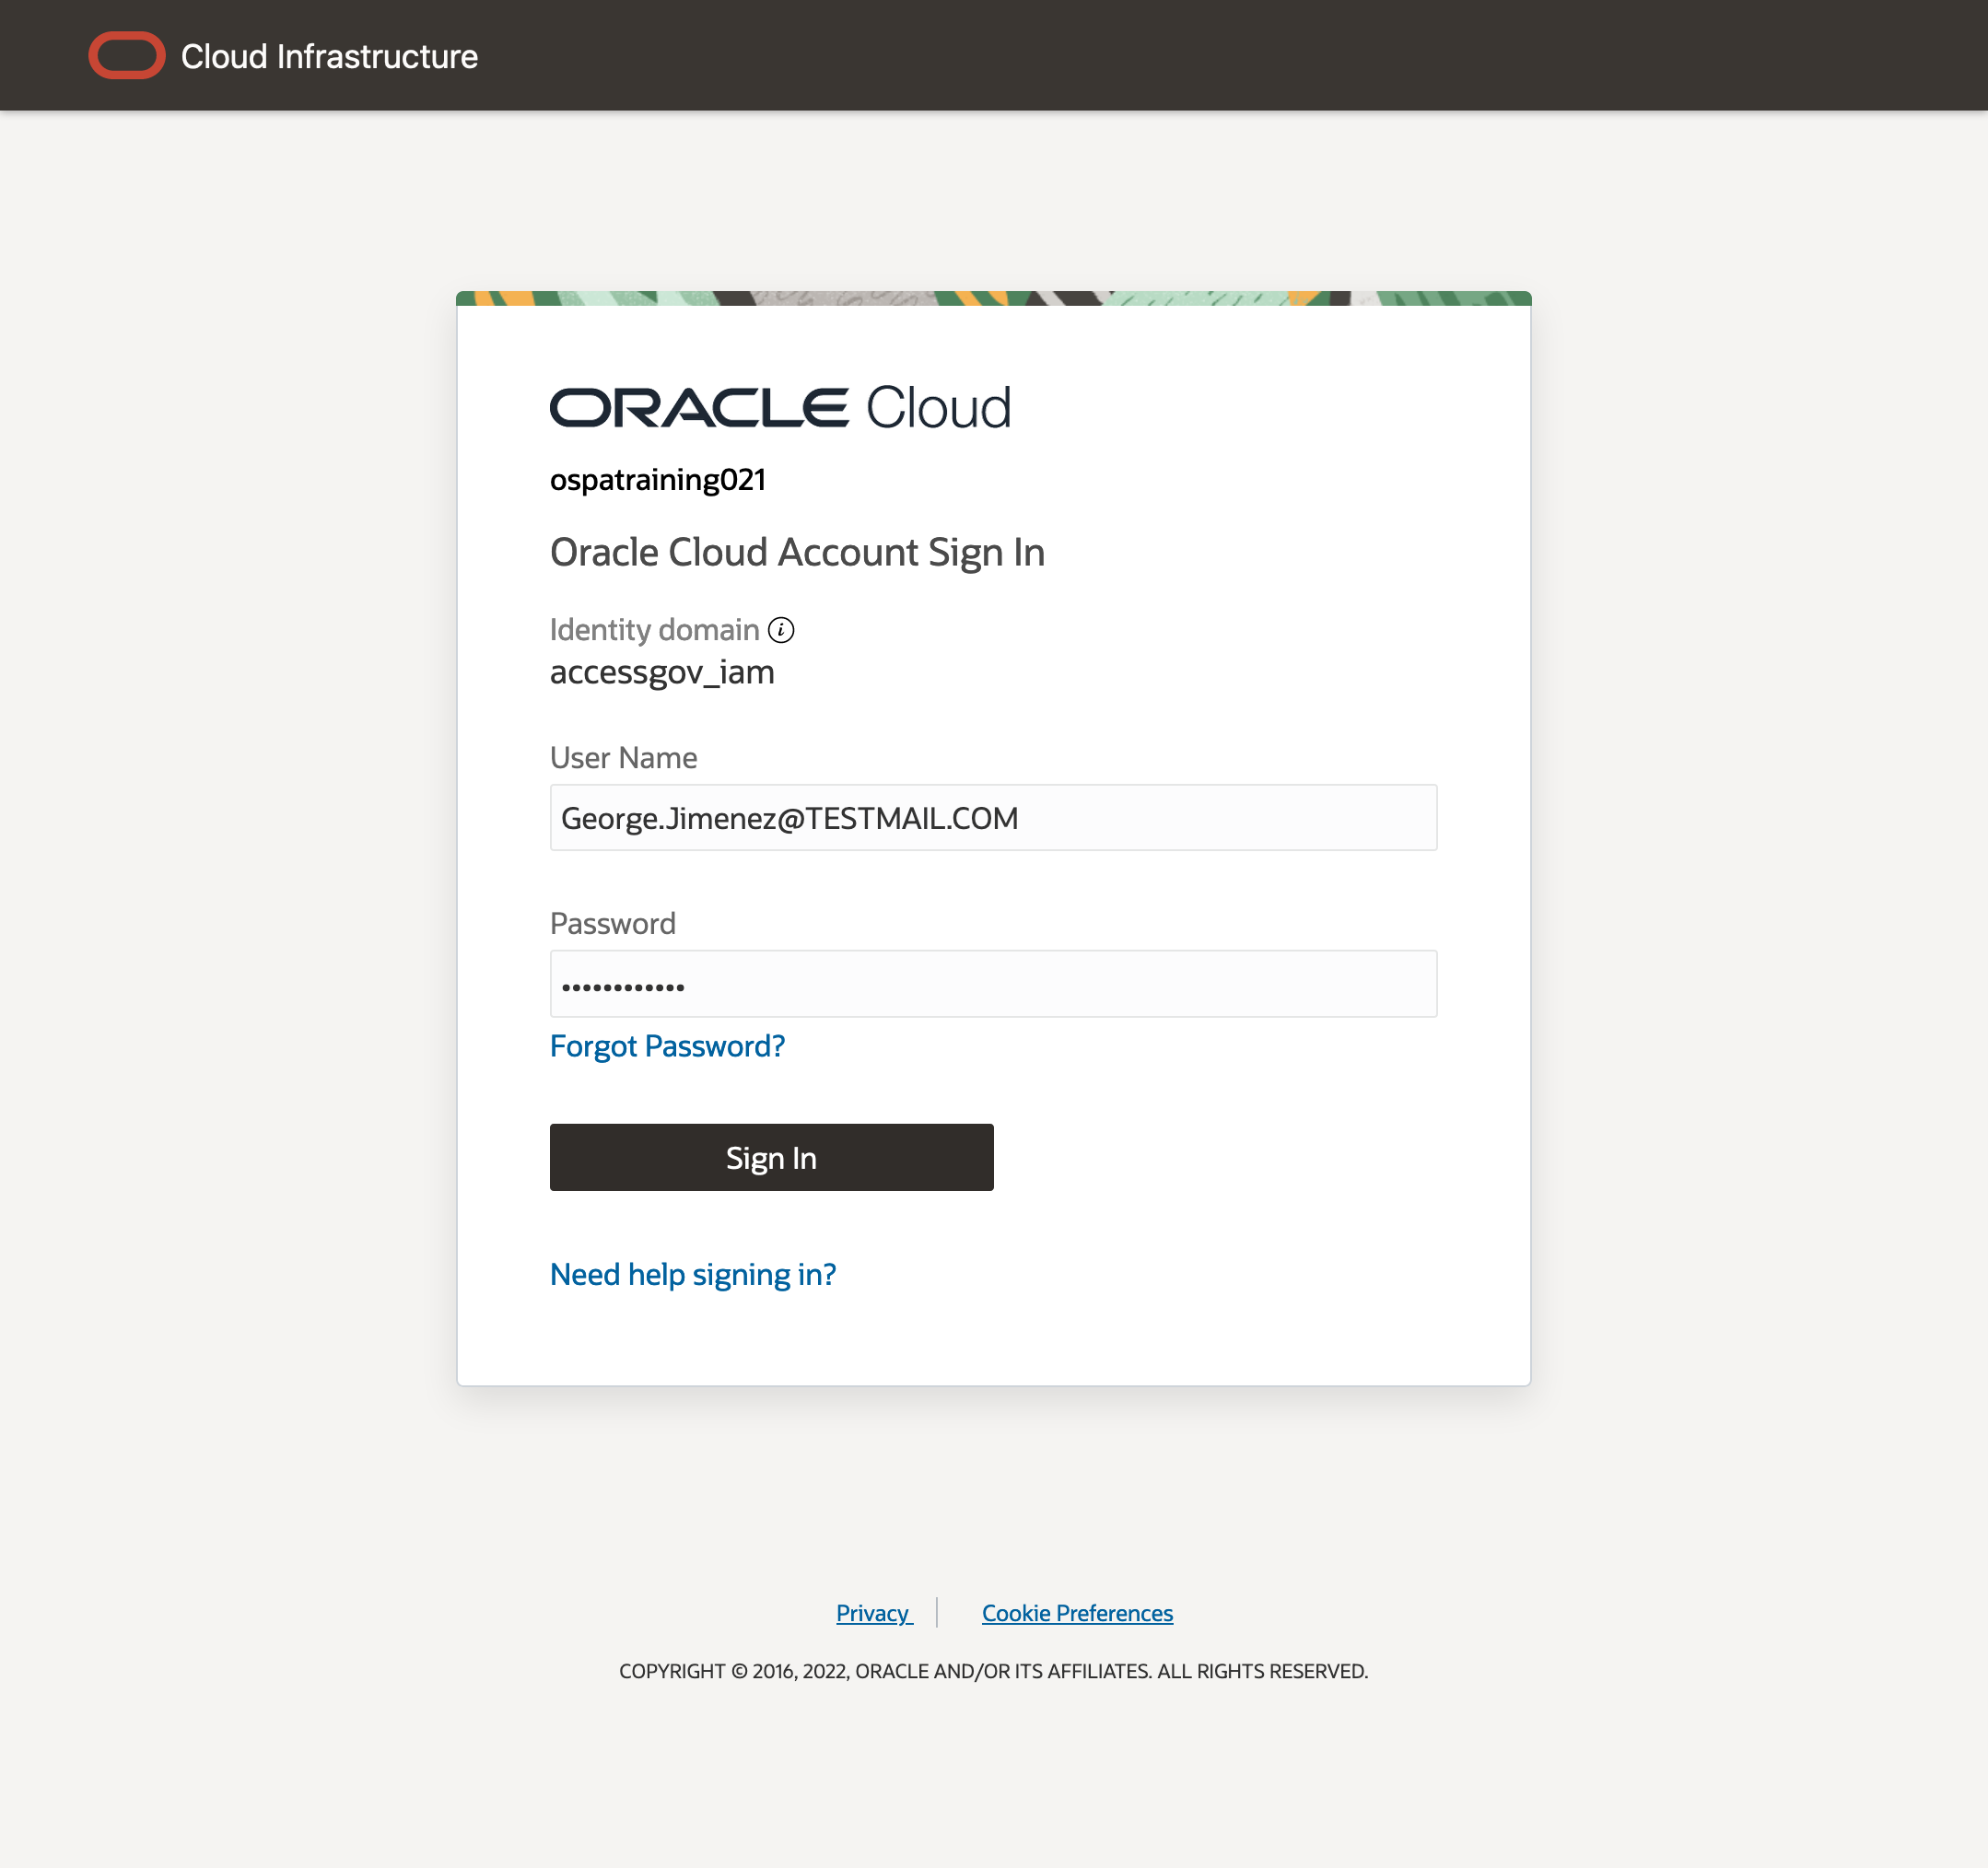 Cloud Infrastructure
ORACLE Cloud
ospatraining021
Oracle Cloud Account Sign In
Identity domain
accessgov_iam
User Name
George.Jimenez@TESTMAIL.COM
Password
••••••••••••
Forgot Password?
Sign In
Need help signing in?
Privacy
Cookie Preferences
COPYRIGHT © 2016, 2022, ORACLE AND/OR ITS AFFILIATES. ALL RIGHTS RESERVED.